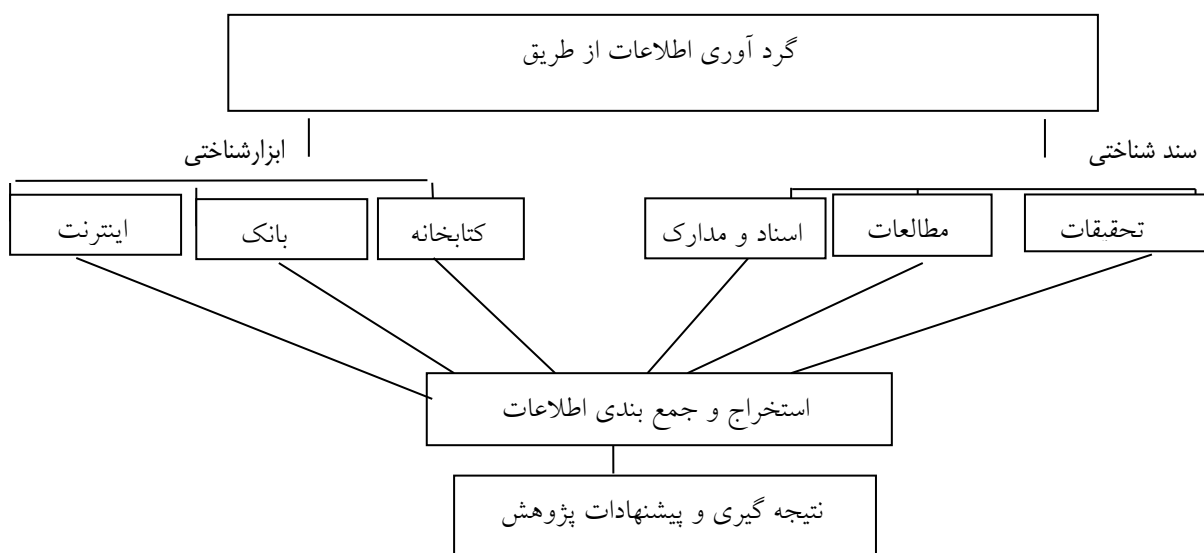 گرد آوری اطلاعات از طریق
سند شناختی
ابزارشناختی
تحقیقات
مطالعات
اسناد و مدارک
کتابخانه
بانک
اینترنت
استخراج و جمع بندی اطلاعات
نتیجه گیری و پیشنهادات پژوهش